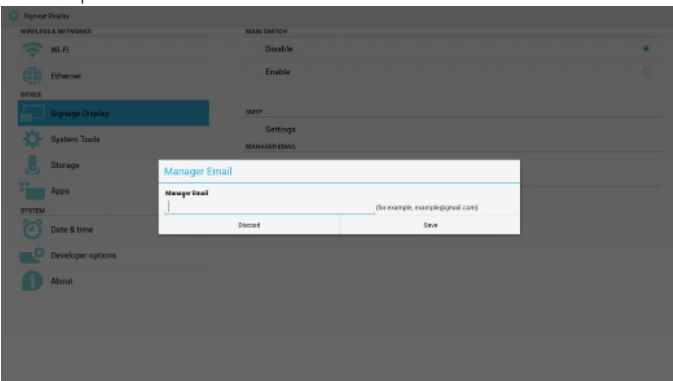 Signage Display
WIRELESS & NETWORKS
Wi-Fi
Ethernet
DEVICE
Signage Display
System Tools
Storage
Apps
SYSTEM
Date & time
Developer options
About
MAIN SWITCH
Disable
Enable
SMTP
Settings
MANAGER EMAIL
Manager Email
Manager Email
(for example, example@gmail.com)
Discard Save